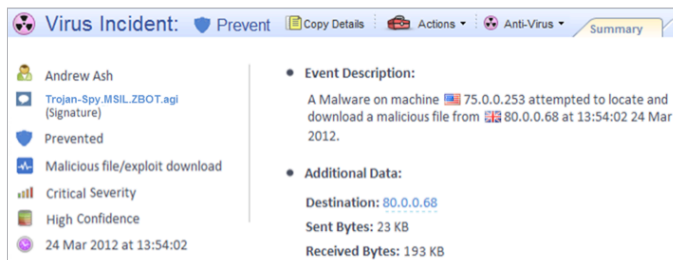 Virus Incident: Prevent Copy Details Actions Anti-Virus Summary
Andrew Ash
Trojan-Spy.MSIL.ZBOT.agi
(Signature)
Prevented
Malicious file/exploit download
Critical Severity
High Confidence
24 Mar 2012 at 13:54:02
Event Description:
A Malware on machine 75.0.0.253 attempted to locate and
download a malicious file from 80.0.0.68 at 13:54:02 24 Mar
2012.
Additional Data:
Destination: 80.0.0.68
Sent Bytes: 23 KB
Received Bytes: 193 KB